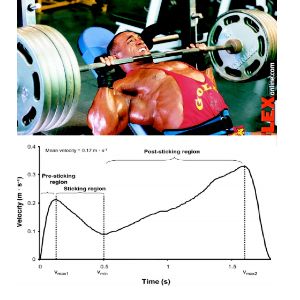 FLEX
online.com
Gold
Mean velocity = 0.17 m · s⁻¹
Post-sticking region
Pre-sticking
region
Sticking region
Velocity (m · s⁻¹)
0.4
0.3
0.2
0.1
0
0
0.5
1
1.5
2
Vmax1
Vmin
Vmax2
Time (s)